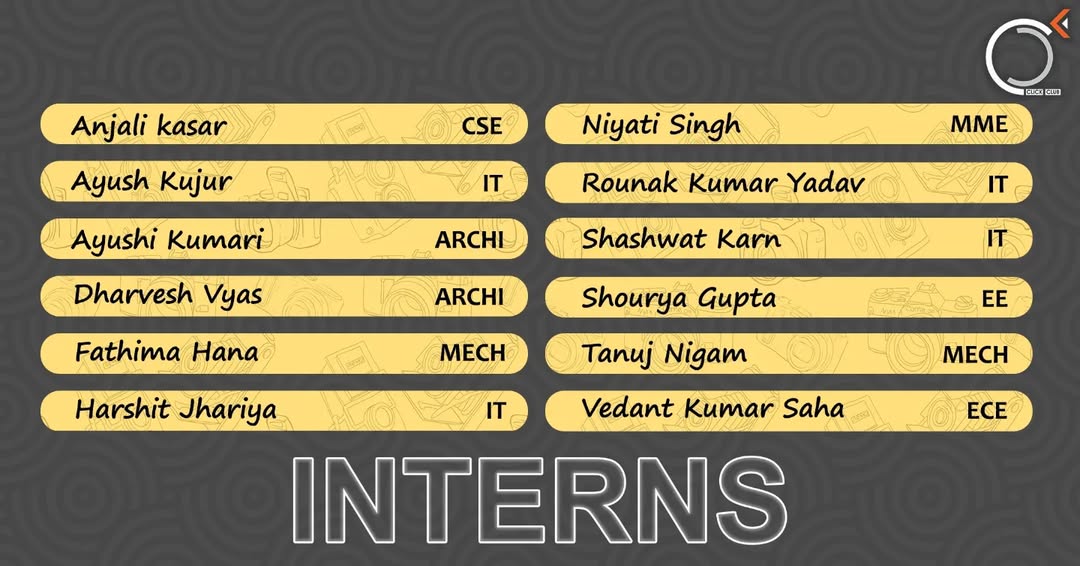 CLICK CLUB
Anjali kasar CSE
Ayush Kujur IT
Ayushi Kumari ARCHI
Dharvesh Vyas ARCHI
Fathima Hana MECH
Harshit Jhariya IT
Niyati Singh MME
Rounak Kumar Yadav IT
Shashwat Karn IT
Shourya Gupta EE
Tanuj Nigam MECH
Vedant Kumar Saha ECE
INTERNS